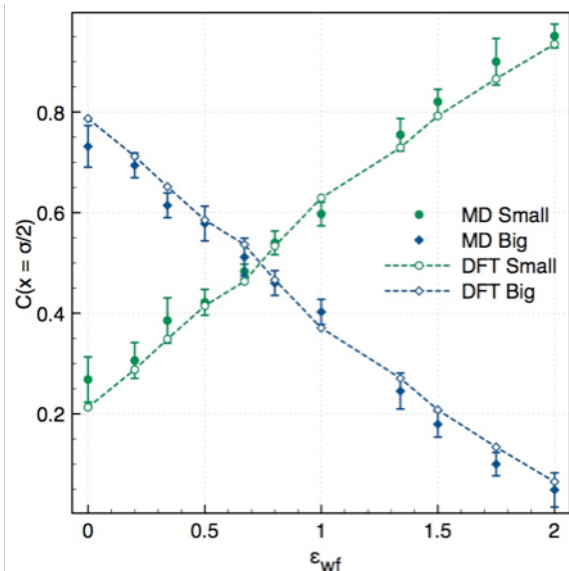 C(x = σ/2)
0.8
0.6
0.4
0.2
MD Small
MD Big
DFT Small
DFT Big
0
0.5
1
1.5
2
εwf